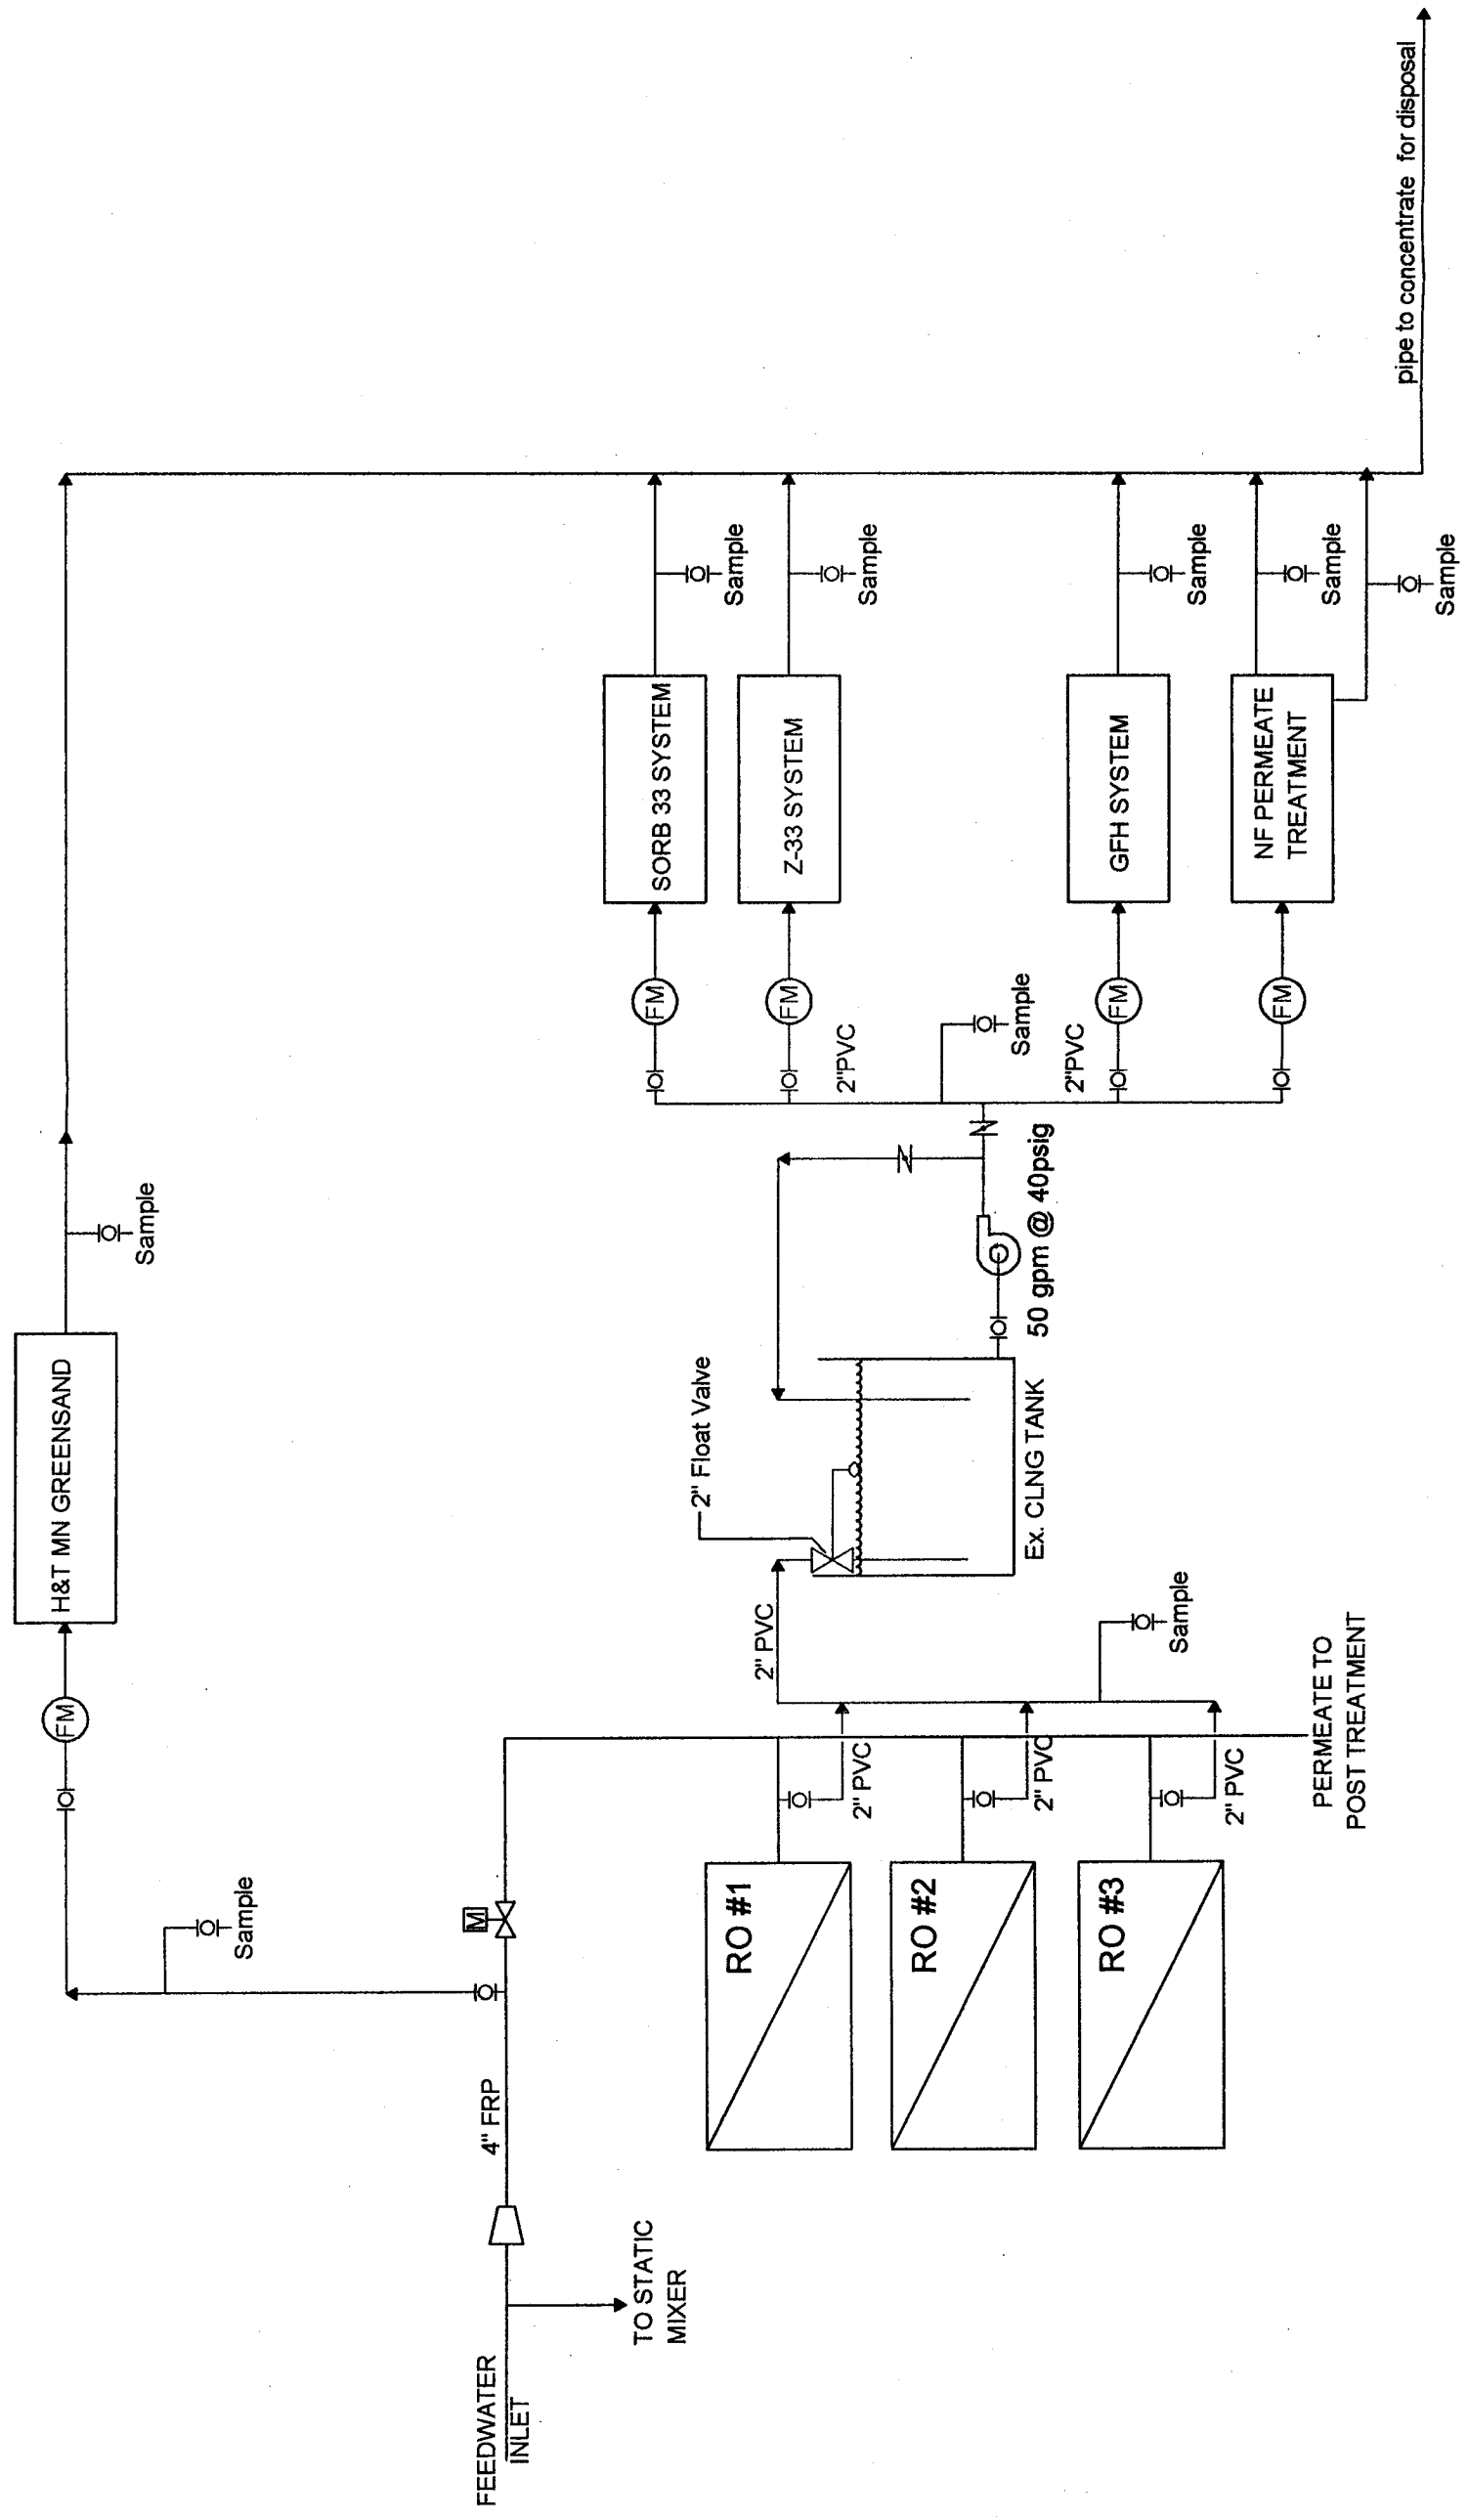 FEEDWATER
INLET
TO STATIC
MIXER
4" FRP
M
Sample
FM
H&T MN GREENSAND
Sample
RO #1
RO #2
RO #3
2" PVC
2" PVC
2" PVC
PERMEATE TO
POST TREATMENT
Sample
2" PVC
2" Float Valve
Ex. CLNG TANK
50 gpm @ 40psig
Sample
2"PVC
2"PVC
FM
FM
FM
FM
SORB 33 SYSTEM
Z-33 SYSTEM
GFH SYSTEM
NF PERMEATE
TREATMENT
Sample
Sample
Sample
Sample
Sample
pipe to concentrate for disposal